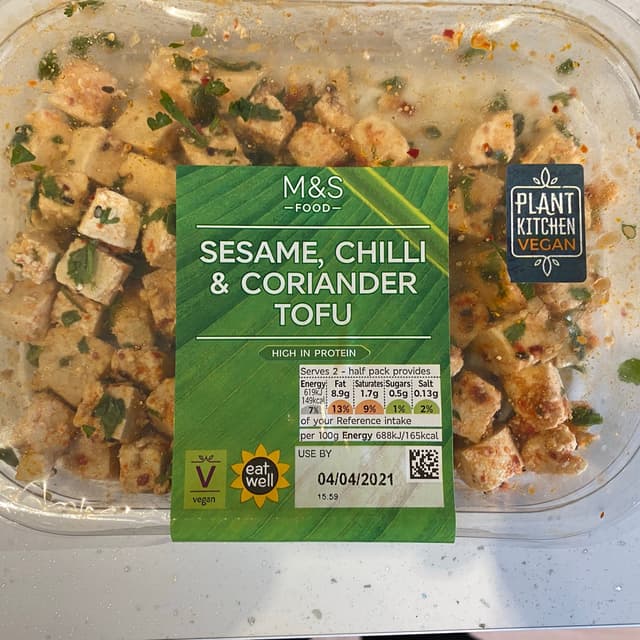 M&S
FOOD
SESAME, CHILLI
& CORIANDER
TOFU
HIGH IN PROTEIN
Serves 2 - half pack provides
Energy Fat Saturates Sugars Salt
619kJ 8.9g 1.7g 0.5g 0.13g
149kcal
7% 13% 9% 1% 2%
of your Reference intake
per 100g Energy 688kJ/165kcal
USE BY
04/04/2021
15.59
V
vegan
eat
well
PLANT
KITCHEN
VEGAN